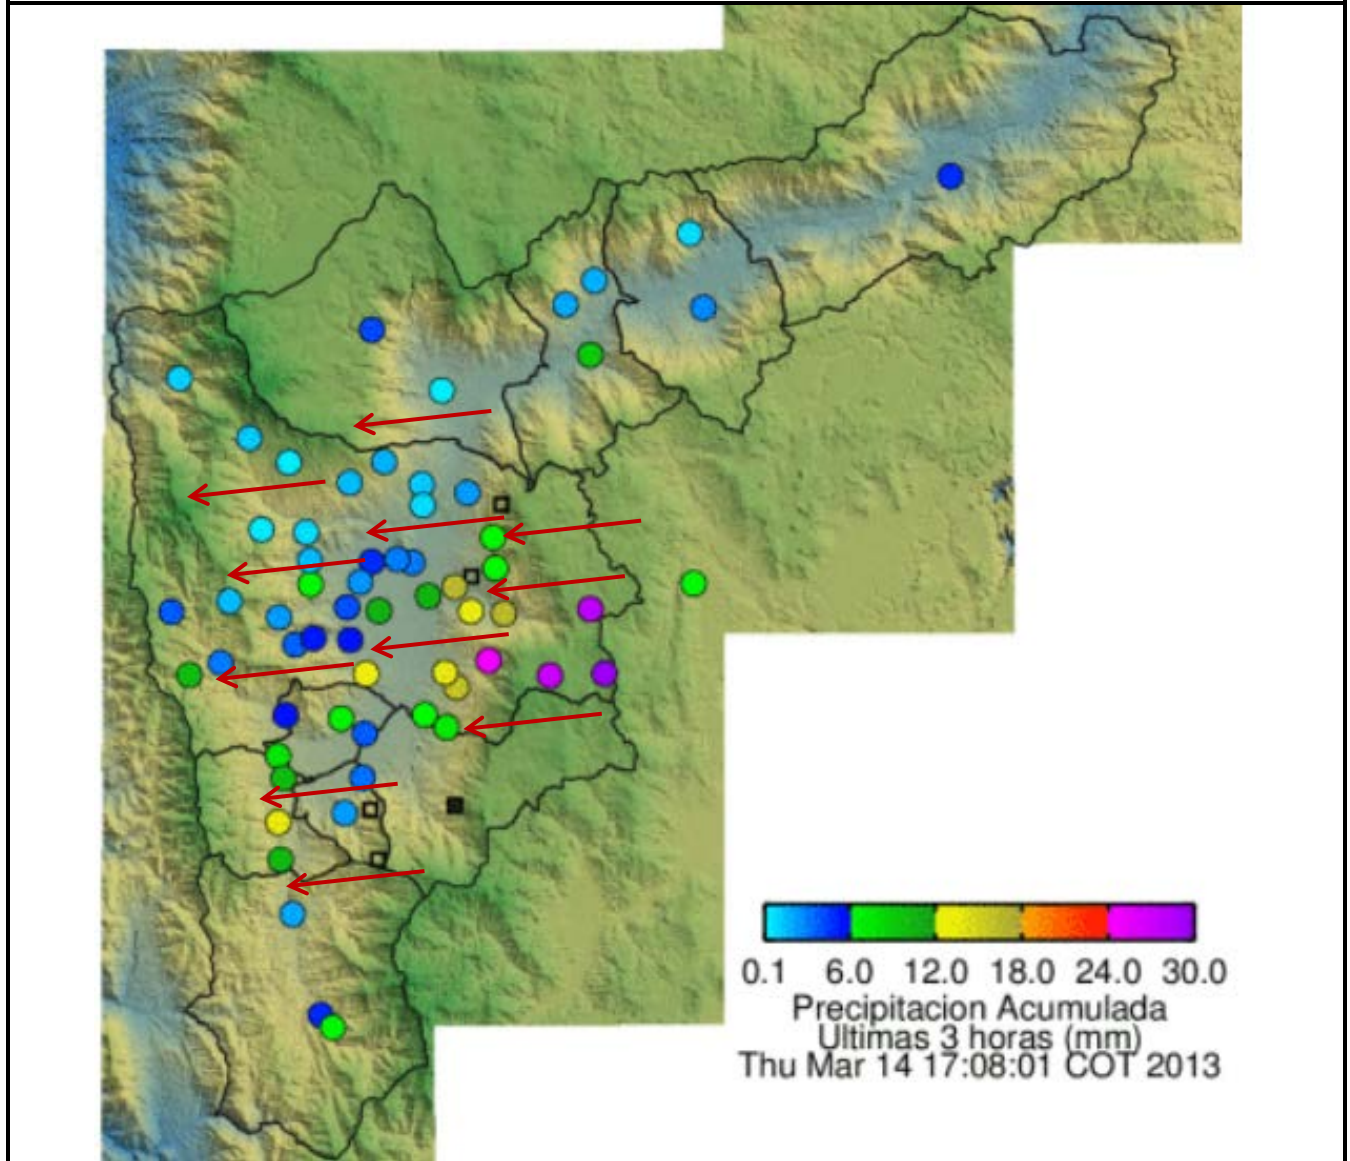 0.1 6.0 12.0 18.0 24.0 30.0
Precipitacion Acumulada
Ultimas 3 horas (mm)
Thu Mar 14 17:08:01 COT 2013